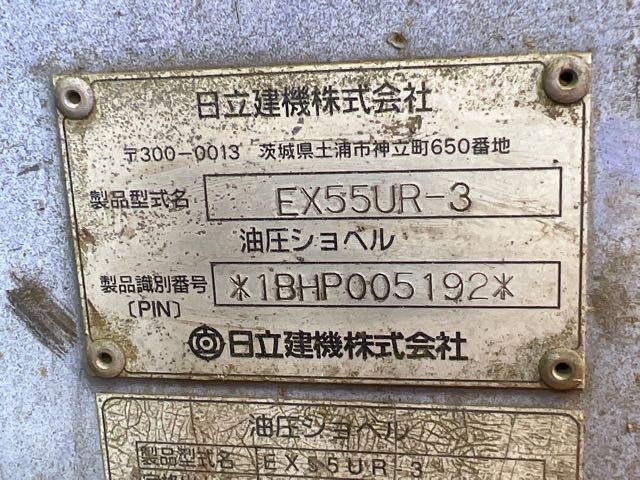 日立建機株式会社
〒300-0013 茨城県土浦市神立町650番地
製品型式名 EX55UR-3
油圧ショベル
製品識別番号 *1BHP005192*
〔PIN〕
日立建機株式会社
油圧ショベル
製品型式名 EX55UR-3